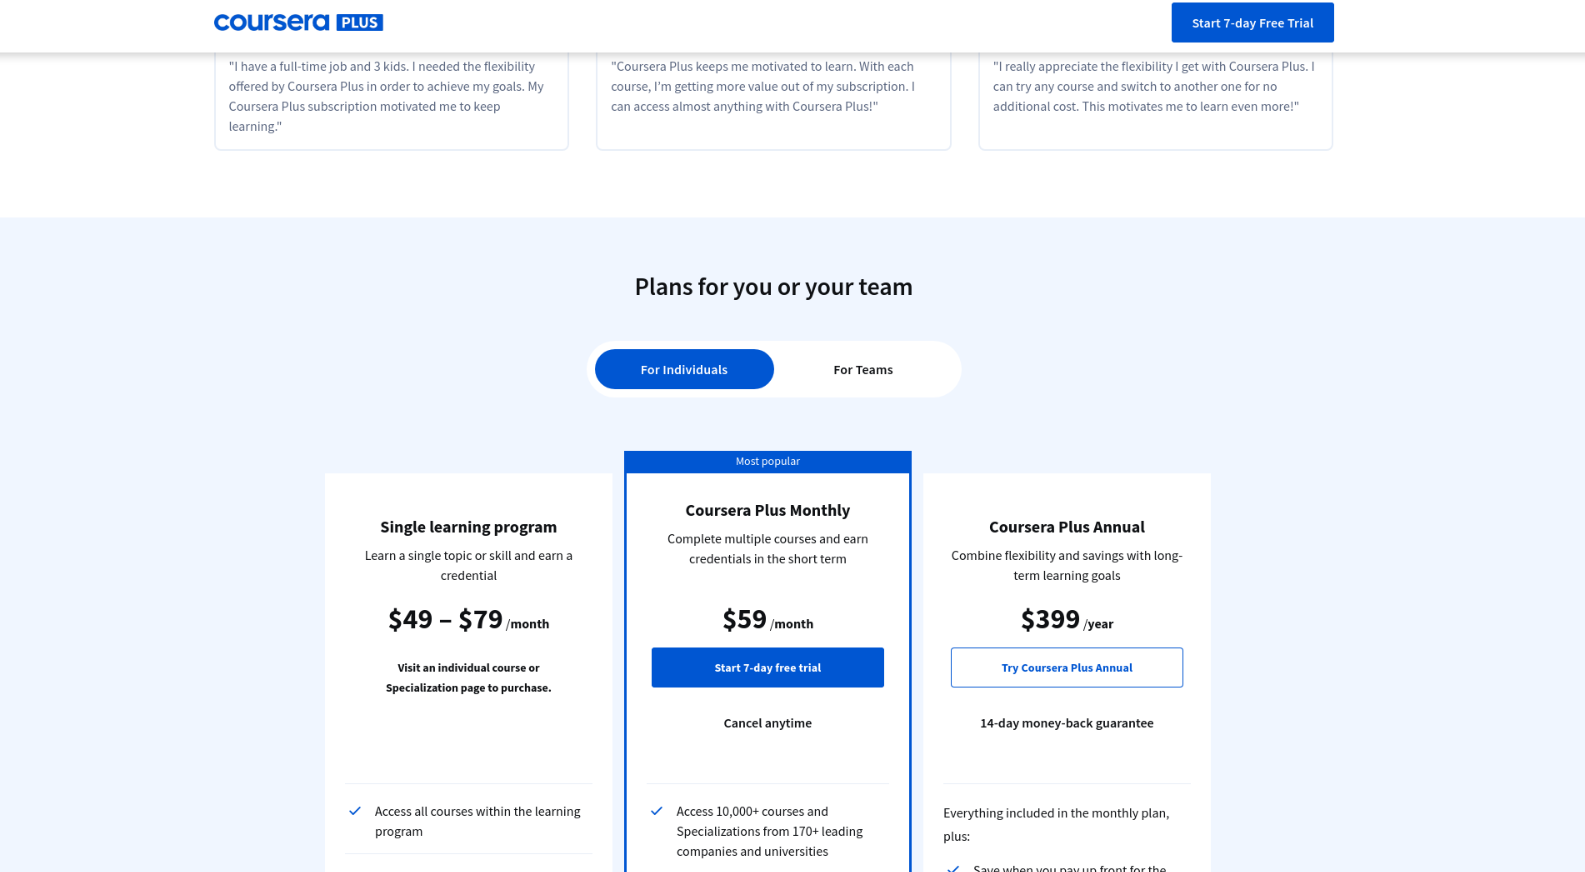 coursera PLUS
Start 7-day Free Trial
"I have a full-time job and 3 kids. I needed the flexibility
offered by Coursera Plus in order to achieve my goals. My
Coursera Plus subscription motivated me to keep
learning."
"Coursera Plus keeps me motivated to learn. With each
course, I'm getting more value out of my subscription. I
can access almost anything with Coursera Plus!"
"I really appreciate the flexibility I get with Coursera Plus. I
can try any course and switch to another one for no
additional cost. This motivates me to learn even more!"
Plans for you or your team
For Individuals
For Teams
Single learning program
Learn a single topic or skill and earn a
credential
$49 – $79 /month
Visit an individual course or
Specialization page to purchase.
Access all courses within the learning
program
Most popular
Coursera Plus Monthly
Complete multiple courses and earn
credentials in the short term
$59 /month
Start 7-day free trial
Cancel anytime
Access 10,000+ courses and
Specializations from 170+ leading
companies and universities
Coursera Plus Annual
Combine flexibility and savings with long-
term learning goals
$399 /year
Try Coursera Plus Annual
14-day money-back guarantee
Everything included in the monthly plan,
plus:
Save when you pay up front for the